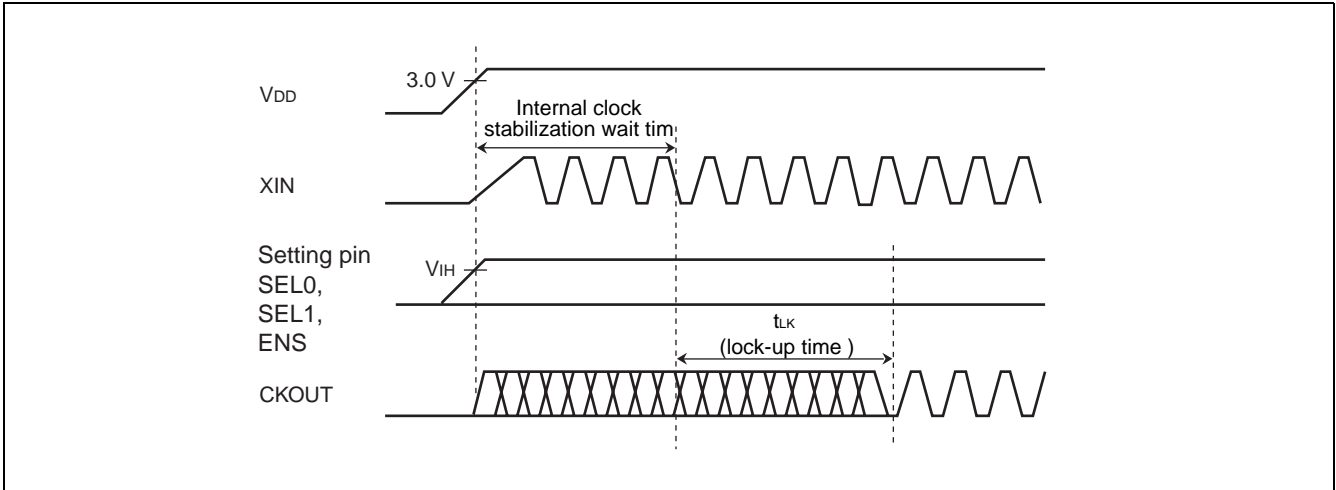 VDD
3.0 V
Internal clock
stabilization wait tim
XIN
Setting pin
SEL0,
SEL1,
ENS
VIH
tLK
(lock-up time )
CKOUT